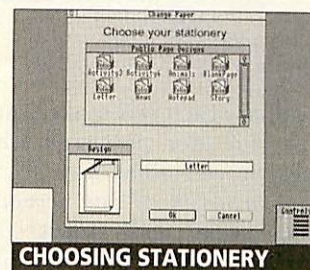 Change Paper
Choose your stationery
Public Page Designs
Activity2 Activity4 Animals BlankPage
Letter News Notepad Story
Design
Letter
Ok Cancel
Controls
CHOOSING STATIONERY